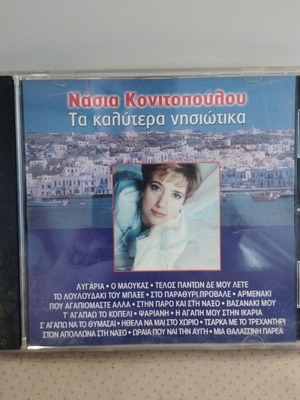 Νάσια Κονιτοπούλου
Τα καλύτερα νησιώτικα
ΛΥΓΑΡΙΑ • Ο ΜΑΟΥΚΑΣ • ΤΕΛΟΣ ΠΑΝΤΩΝ ΔΕ ΜΟΥ ΛΕΤΕ
ΤΟ ΛΟΥΛΟΥΔΑΚΙ ΤΟΥ ΜΠΑΞΕ • ΣΤΟ ΠΑΡΑΘΥΡΙ ΠΡΟΒΑΛΕ • ΑΡΜΕΝΑΚΙ
ΠΟΥ ΑΓΑΠΙΟΜΑΣΤΕ ΑΛΛΑ • ΣΤΗΝ ΠΑΡΟ ΚΑΙ ΣΤΗ ΝΑΞΟ • ΒΑΣΑΝΑΚΙ ΜΟΥ
Τ' ΑΓΑΠΑΩ ΤΟ ΚΟΠΕΛΙ • ΨΑΡΙΑΝΗ • Η ΑΓΑΠΗ ΜΟΥ ΣΤΗΝ ΙΚΑΡΙΑ
Σ' ΑΓΑΠΩ ΝΑ ΤΟ ΘΥΜΑΣΑΙ • ΗΘΕΛΑ ΝΑ ΜΑΙ ΣΤΟ ΧΩΡΙΟ • ΤΣΑΡΚΑ ΜΕ ΤΟ ΤΡΕΧΑΝΤΗΡΙ
ΣΤΟΝ ΑΠΟΛΛΩΝΑ ΣΤΗ ΝΑΞΟ • ΩΡΑΙΑ ΠΟΥ ΝΑΙ ΤΗΝ ΑΥΓΗ • ΜΙΑ ΘΑΛΑΣΣΙΝΗ ΠΑΡΕΑ